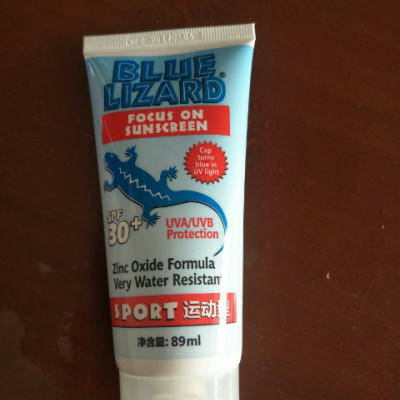 BLUE
LIZARD®
FOCUS ON
SUNSCREEN
Cap
turns
blue in
UV light
SPF
30+
UVA/UVB
Protection
Zinc Oxide Formula
Very Water Resistant
SPORT 运动型
净含量: 89ml